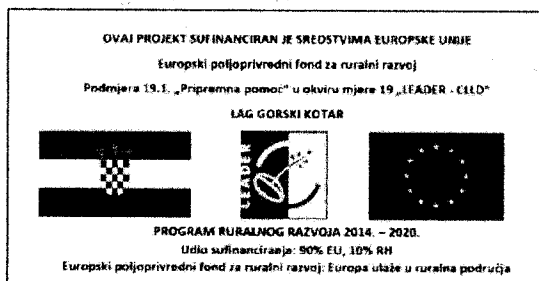 OVAJ PROJEKT SUFINANCIRAN JE SREDSTVIMA EUROPSKE UNIJE
Europski poljoprivredni fond za ruralni razvoj
Podmjera 19.1. „Pripremna pomoć“ u okviru mjere 19 „LEADER - CLLD“
LAG GORSKI KOTAR
LEADER
PROGRAM RURALNOG RAZVOJA 2014. – 2020.
Udio sufinanciranja: 90% EU, 10% RH
Europski poljoprivredni fond za ruralni razvoj: Europa ulaže u ruralna područja